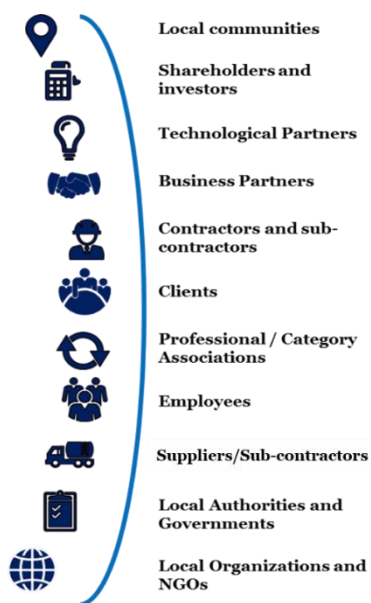 Local communities
Shareholders and
investors
Technological Partners
Business Partners
Contractors and sub-
contractors
Clients
Professional / Category
Associations
Employees
Suppliers/Sub-contractors
Local Authorities and
Governments
Local Organizations and
NGOs